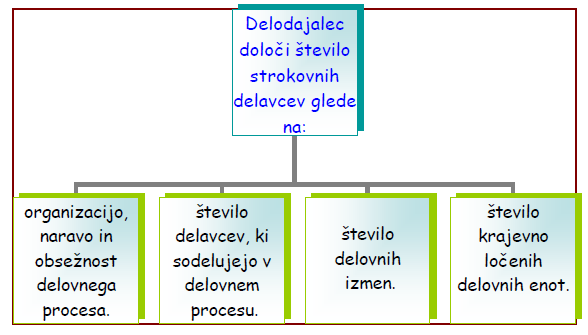 Delodajalec
določi število
strokovnih
delavcev glede
na:
organizacijo,
naravo in
obsežnost
delovnega
procesa.
število
delavcev, ki
sodelujejo v
delovnem
procesu.
število
delovnih
izmen.
število
krajevno
ločenih
delovnih enot.